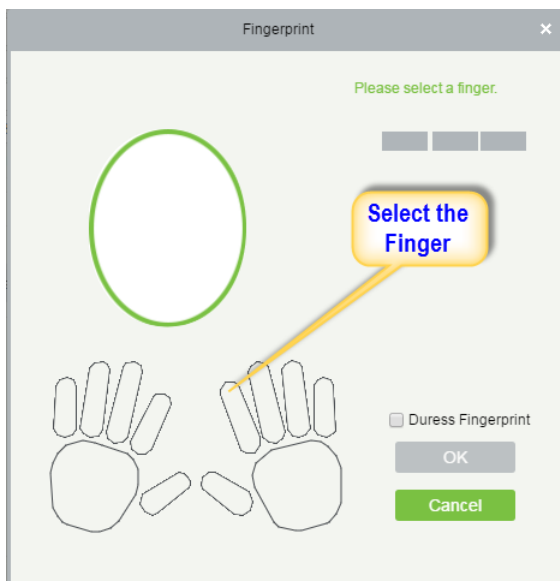 Fingerprint
Please select a finger.
Select the
Finger
Duress Fingerprint
OK
Cancel